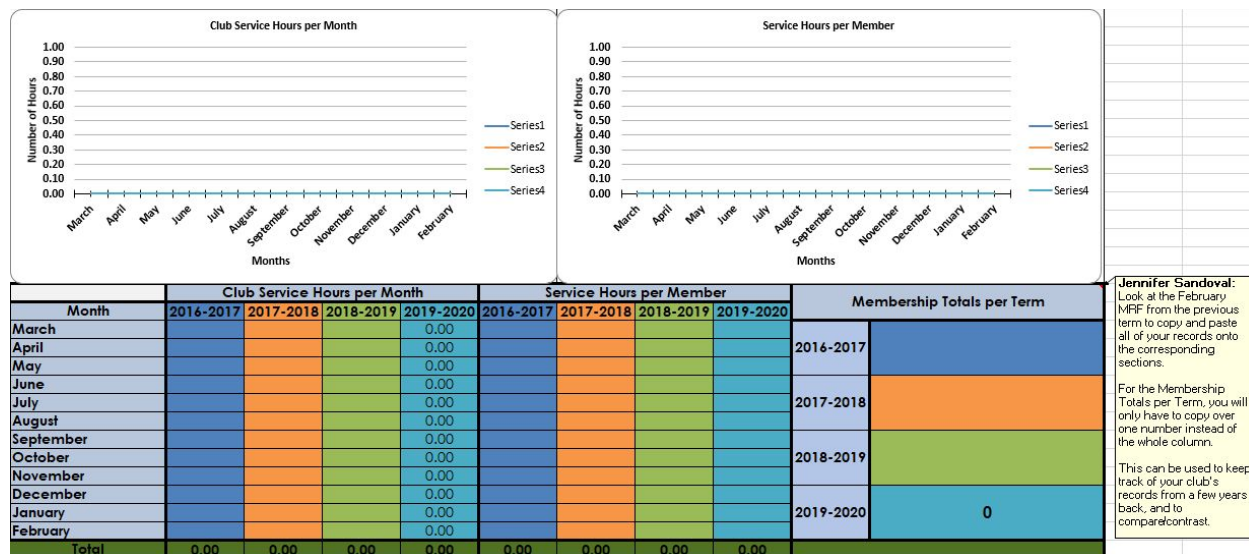 Club Service Hours per Month
Number of Hours
1.00
0.90
0.80
0.70
0.60
0.50
0.40
0.30
0.20
0.10
0.00
March April May June July August September October November December January February
Months
Series1
Series2
Series3
Series4
Service Hours per Member
Number of Hours
1.00
0.90
0.80
0.70
0.60
0.50
0.40
0.30
0.20
0.10
0.00
March April May June July August September October November December January February
Months
Series1
Series2
Series3
Series4
Club Service Hours per Month Service Hours per Member Membership Totals per Term
Month 2016-2017 2017-2018 2018-2019 2019-2020 2016-2017 2017-2018 2018-2019 2019-2020
March 0.00
April 0.00
May 0.00
June 0.00
July 0.00
August 0.00
September 0.00
October 0.00
November 0.00
December 0.00
January 0.00
February 0.00
Total 0.00 0.00 0.00 0.00 0.00 0.00 0.00 0.00
2016-2017
2017-2018
2018-2019
2019-2020 0
Jennifer Sandoval:
Look at the February
MRF from the previous
term to copy and paste
all of your records onto
the corresponding
sections.
For the Membership
Totals per Term, you will
only have to copy over
one number instead of
the whole column.
This can be used to keep
track of your club's
records from a few years
back, and to
compare/contrast.